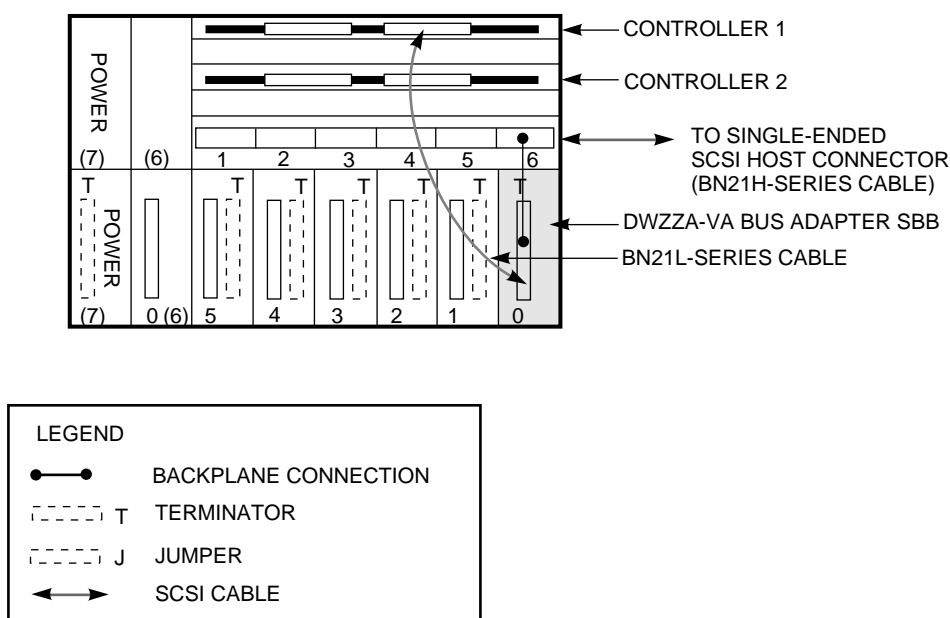 CONTROLLER 1
CONTROLLER 2
POWER
(7) (6) 1 2 3 4 5 6
TO SINGLE-ENDED
SCSI HOST CONNECTOR
(BN21H-SERIES CABLE)
T T T T T T T
POWER
DWZZA-VA BUS ADAPTER SBB
BN21L-SERIES CABLE
(7) 0 (6) 5 4 3 2 1 0
LEGEND
BACKPLANE CONNECTION
T TERMINATOR
J JUMPER
SCSI CABLE